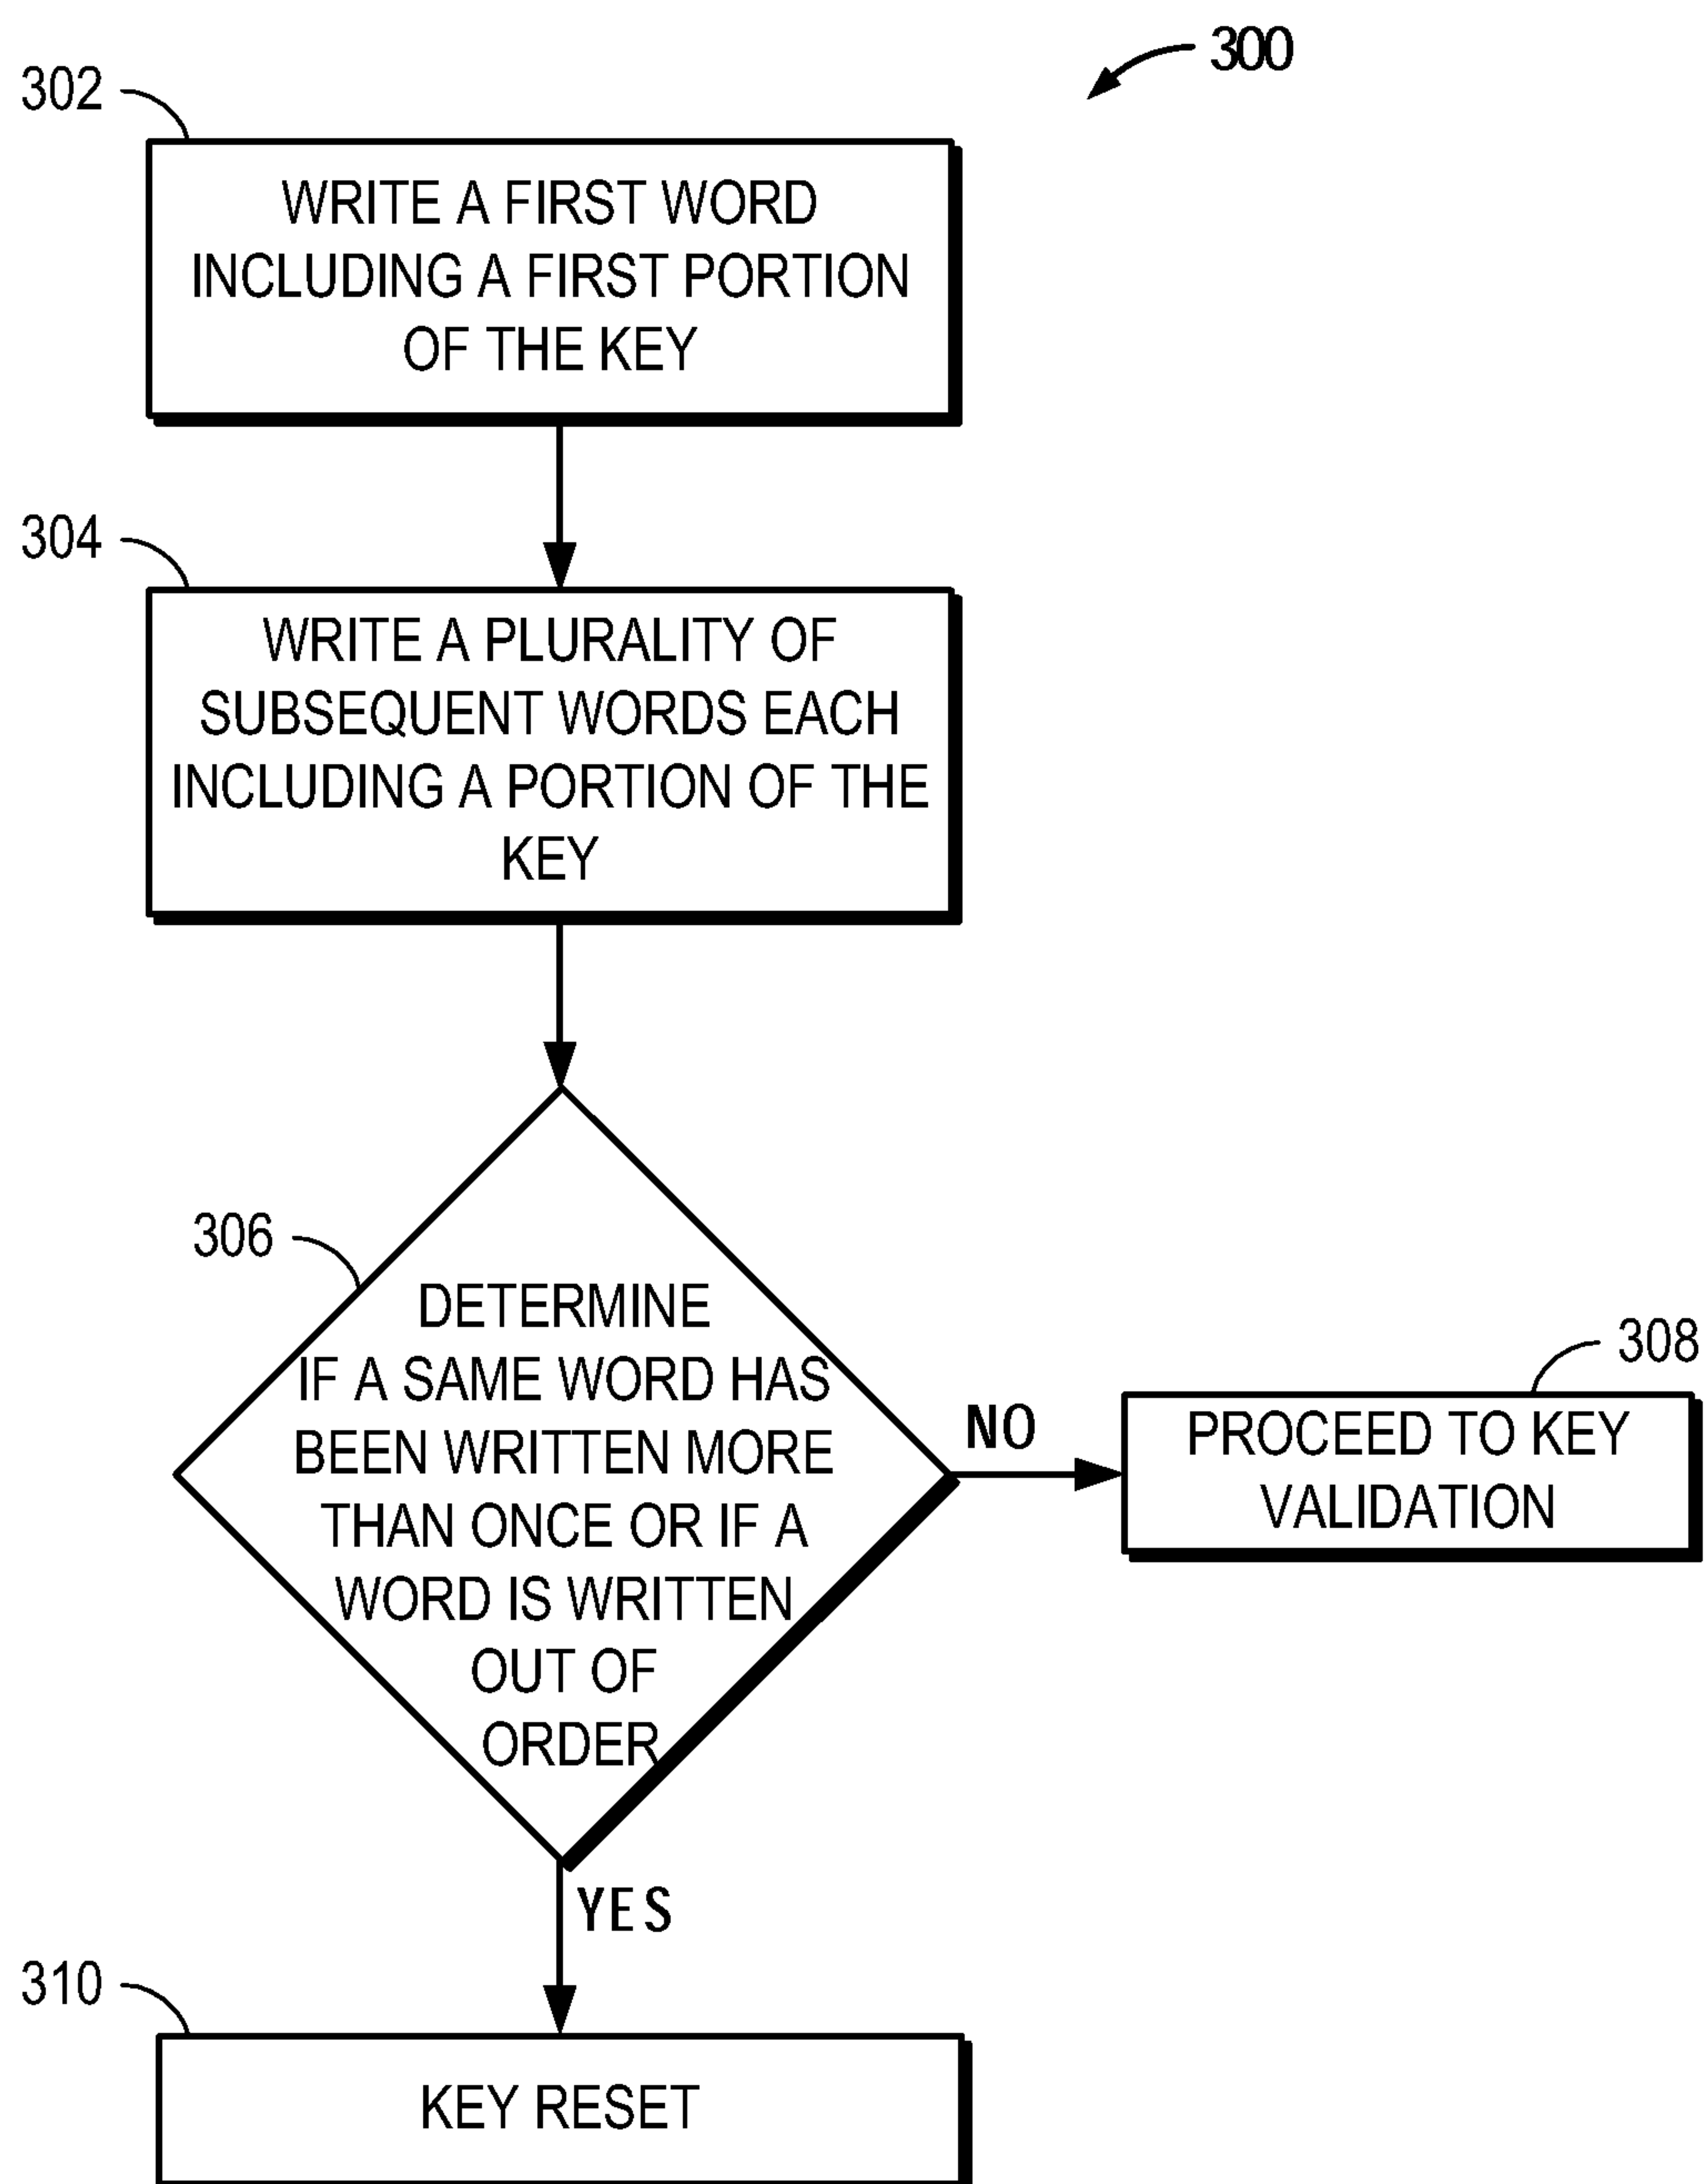 300
302
WRITE A FIRST WORD
INCLUDING A FIRST PORTION
OF THE KEY
304
WRITE A PLURALITY OF
SUBSEQUENT WORDS EACH
INCLUDING A PORTION OF THE
KEY
306
DETERMINE
IF A SAME WORD HAS
BEEN WRITTEN MORE
THAN ONCE OR IF A
WORD IS WRITTEN
OUT OF
ORDER
NO
308
PROCEED TO KEY
VALIDATION
YES
310
KEY RESET